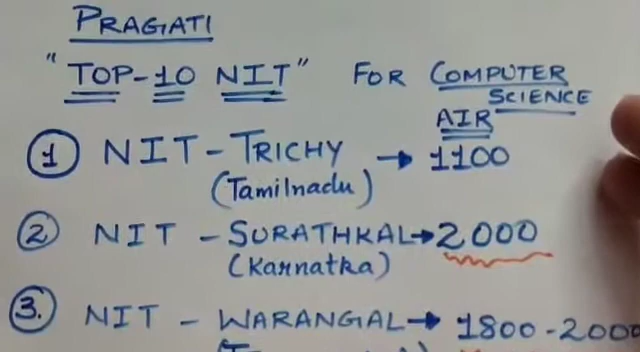 PRAGATI
"TOP-10 NIT" FOR COMPUTER
SCIENCE
AIR
1 NIT - TRICHY → 1100
(Tamilnadu)
2 NIT - SURATHKAL → 2000
(Karnatka)
3. NIT - WARANGAL → 1800-2000